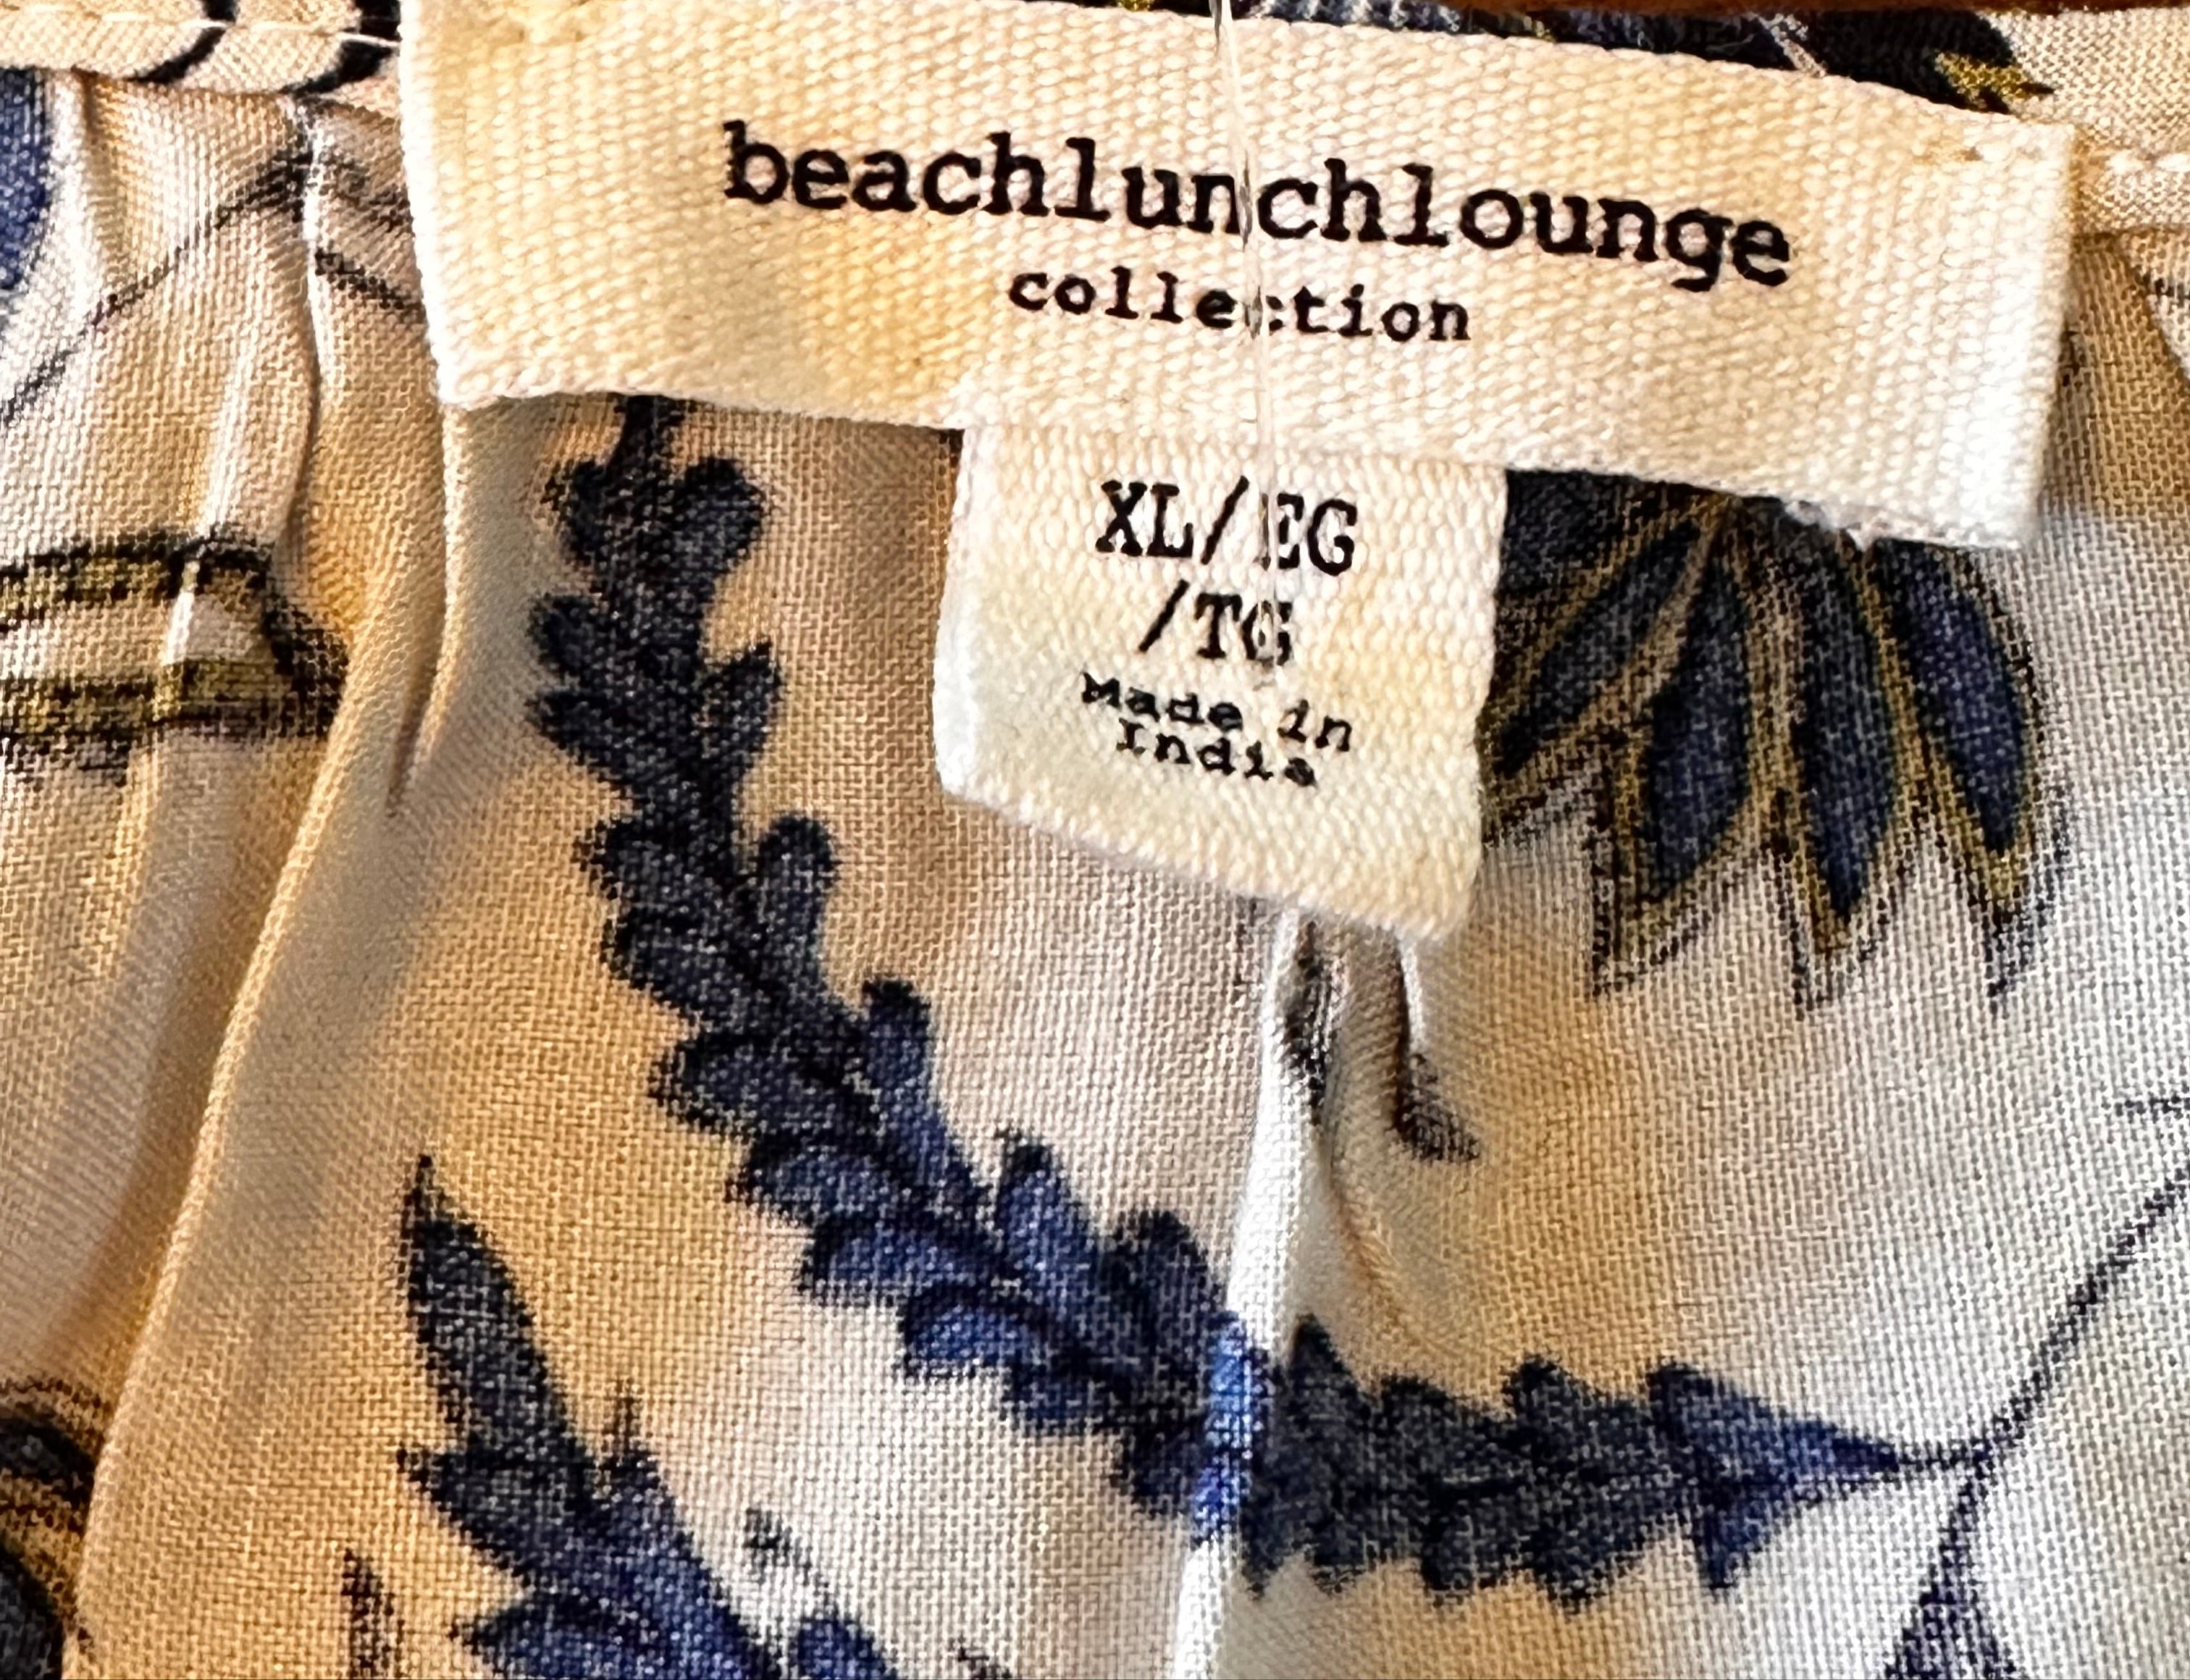 beachlunchlounge
collection
XL/EG
/TG
Made in
India